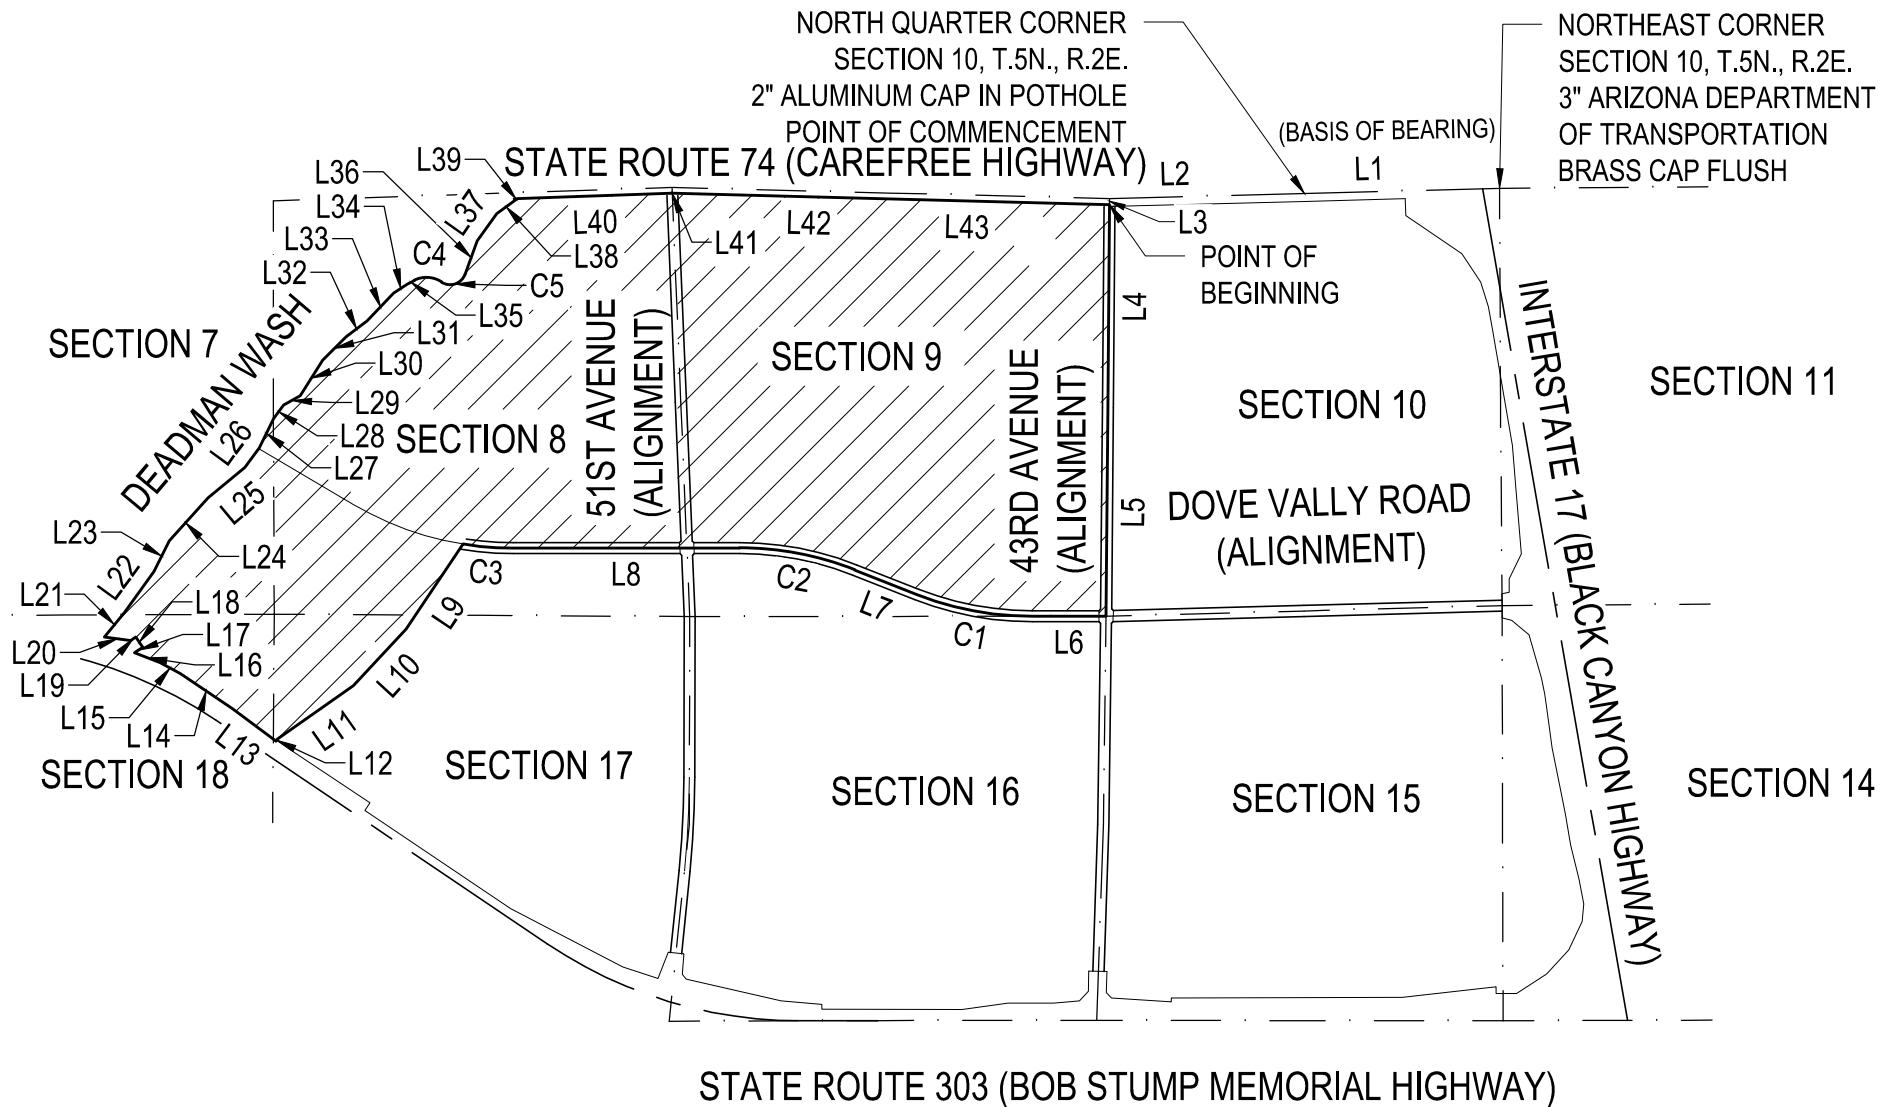 NORTH QUARTER CORNER
SECTION 10, T.5N., R.2E.
2" ALUMINUM CAP IN POTHOLE
POINT OF COMMENCEMENT
NORTHEAST CORNER
SECTION 10, T.5N., R.2E.
3" ARIZONA DEPARTMENT
OF TRANSPORTATION
BRASS CAP FLUSH
(BASIS OF BEARING)
L1
L2
STATE ROUTE 74 (CAREFREE HIGHWAY)
L39
L36
L37
L34
L33
L32
C4
L40
L38
L41
L42
L43
L3
POINT OF
BEGINNING
C5
L35
L31
L30
L29
L28
L27
L26
L25
L24
L23
L22
L21
L20
L19
L18
L17
L16
L15
L14
L13
L12
L11
L10
L9
C3
L8
C2
L7
C1
L6
L5
L4
SECTION 7
DEADMAN WASH
SECTION 8
51ST AVENUE
(ALIGNMENT)
SECTION 9
43RD AVENUE
(ALIGNMENT)
SECTION 10
DOVE VALLY ROAD
(ALIGNMENT)
INTERSTATE 17 (BLACK CANYON HIGHWAY)
SECTION 11
SECTION 18
SECTION 17
SECTION 16
SECTION 15
SECTION 14
STATE ROUTE 303 (BOB STUMP MEMORIAL HIGHWAY)